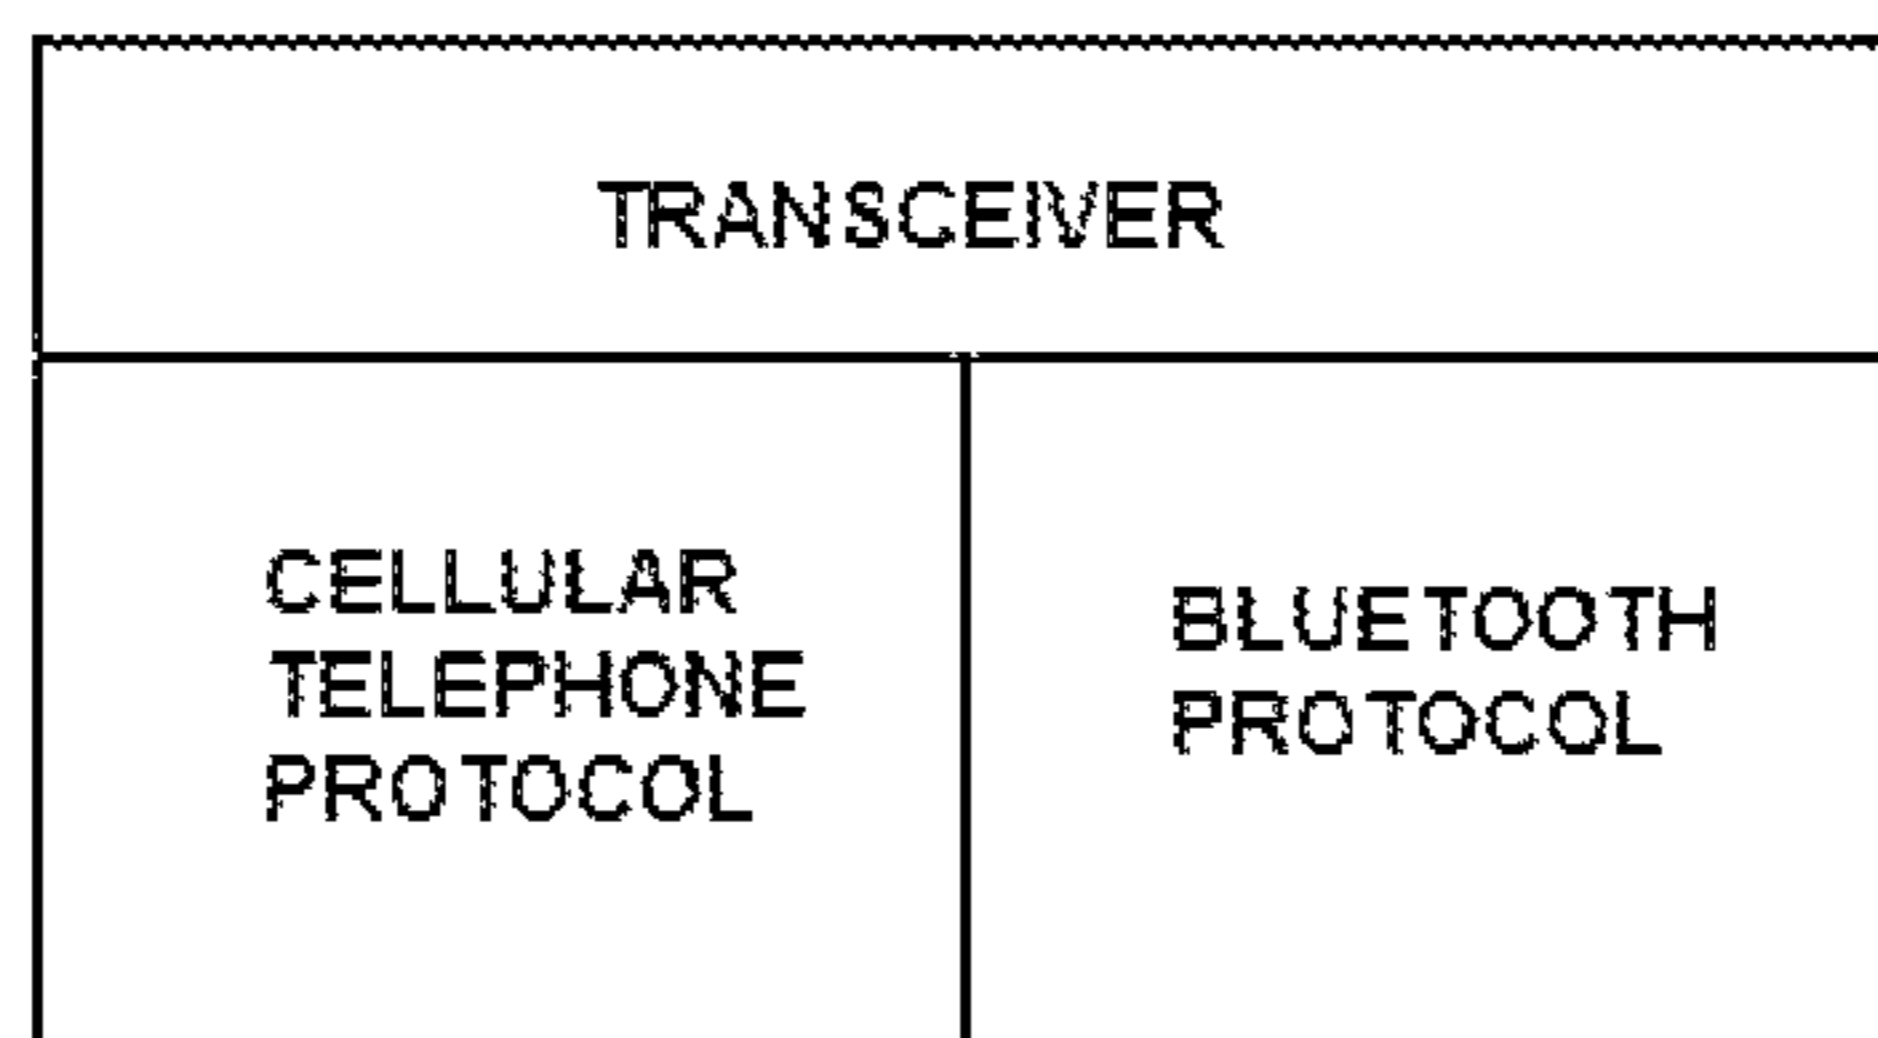 TRANSCEIVER
CELLULAR
TELEPHONE
PROTOCOL
BLUETOOTH
PROTOCOL